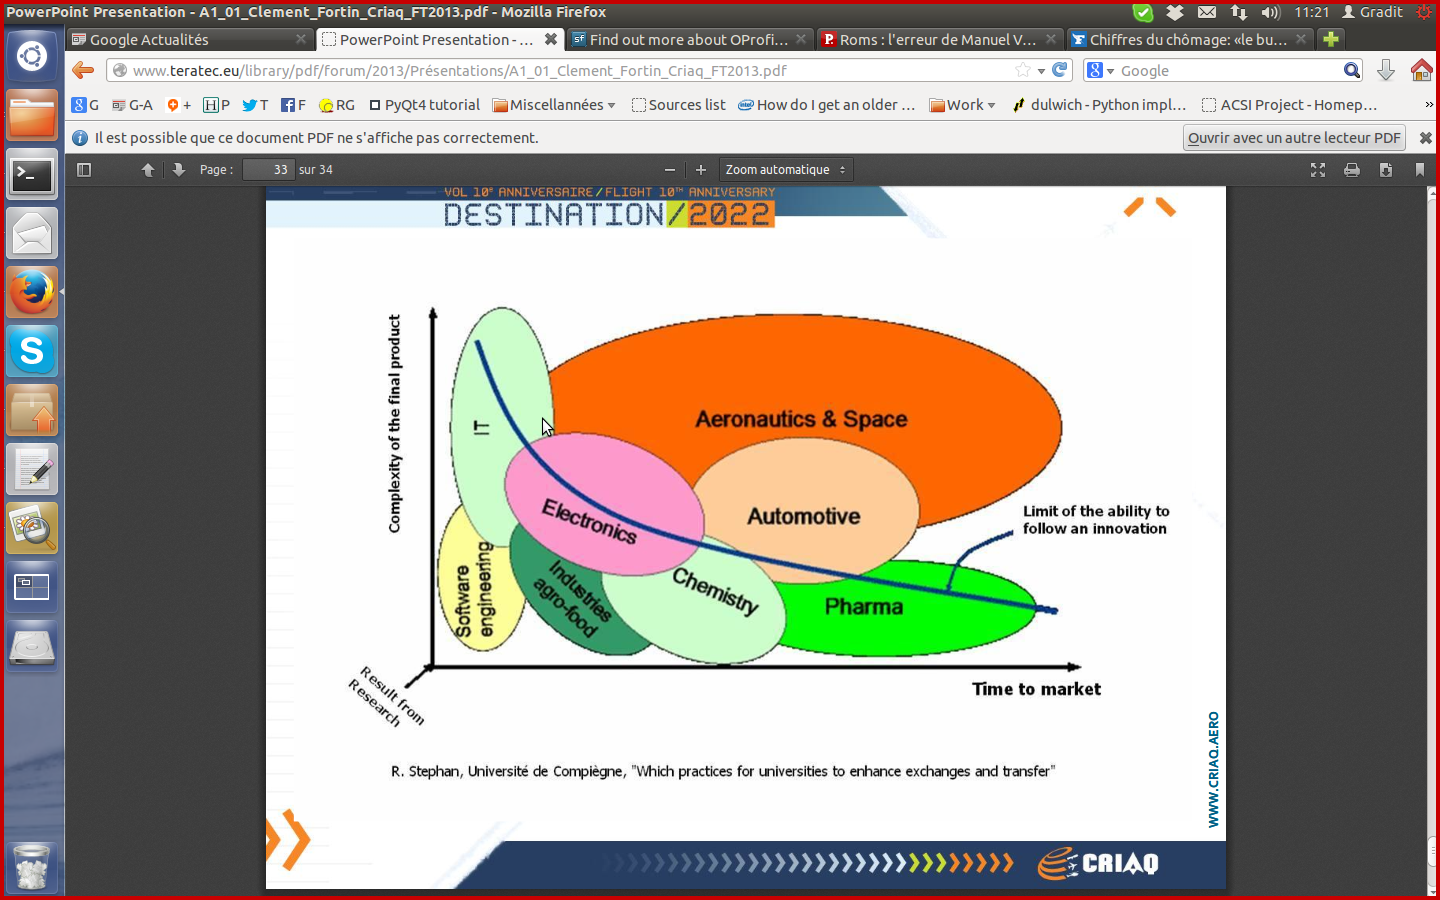 PowerPoint Presentation - A1_01_Clement_Fortin_Criaq_FT2013.pdf - Mozilla Firefox
11:21 Gradit
Google Actualités
PowerPoint Presentation - ...
Find out more about OProfi...
Roms : l'erreur de Manuel V...
Chiffres du chômage: «le bu...
www.teratec.eu/library/pdf/forum/2013/Présentations/A1_01_Clement_Fortin_Criaq_FT2013.pdf
Google
G
G-A
+
P
T
F
RG
PyQt4 tutorial
Miscellannées
Sources list
How do I get an older ...
Work
dulwich - Python impl...
ACSI Project - Homep...
»
Il est possible que ce document PDF ne s'affiche pas correctement.
Ouvrir avec un autre lecteur PDF
Page : 33 sur 34
Zoom automatique
VOL 10e ANNIVERSAIRE/FLIGHT 10TH ANNIVERSARY
DESTINATION/2022
Complexity of the final product
IT
Aeronautics & Space
Electronics
Automotive
Limit of the ability to
follow an innovation
Software
engineering
Industries
agro-food
Chemistry
Pharma
Result from
Research
Time to market
R. Stephan, Université de Compiègne, "Which practices for universities to enhance exchanges and transfer"
WWW.CRIAQ.AERO
CRIAQ